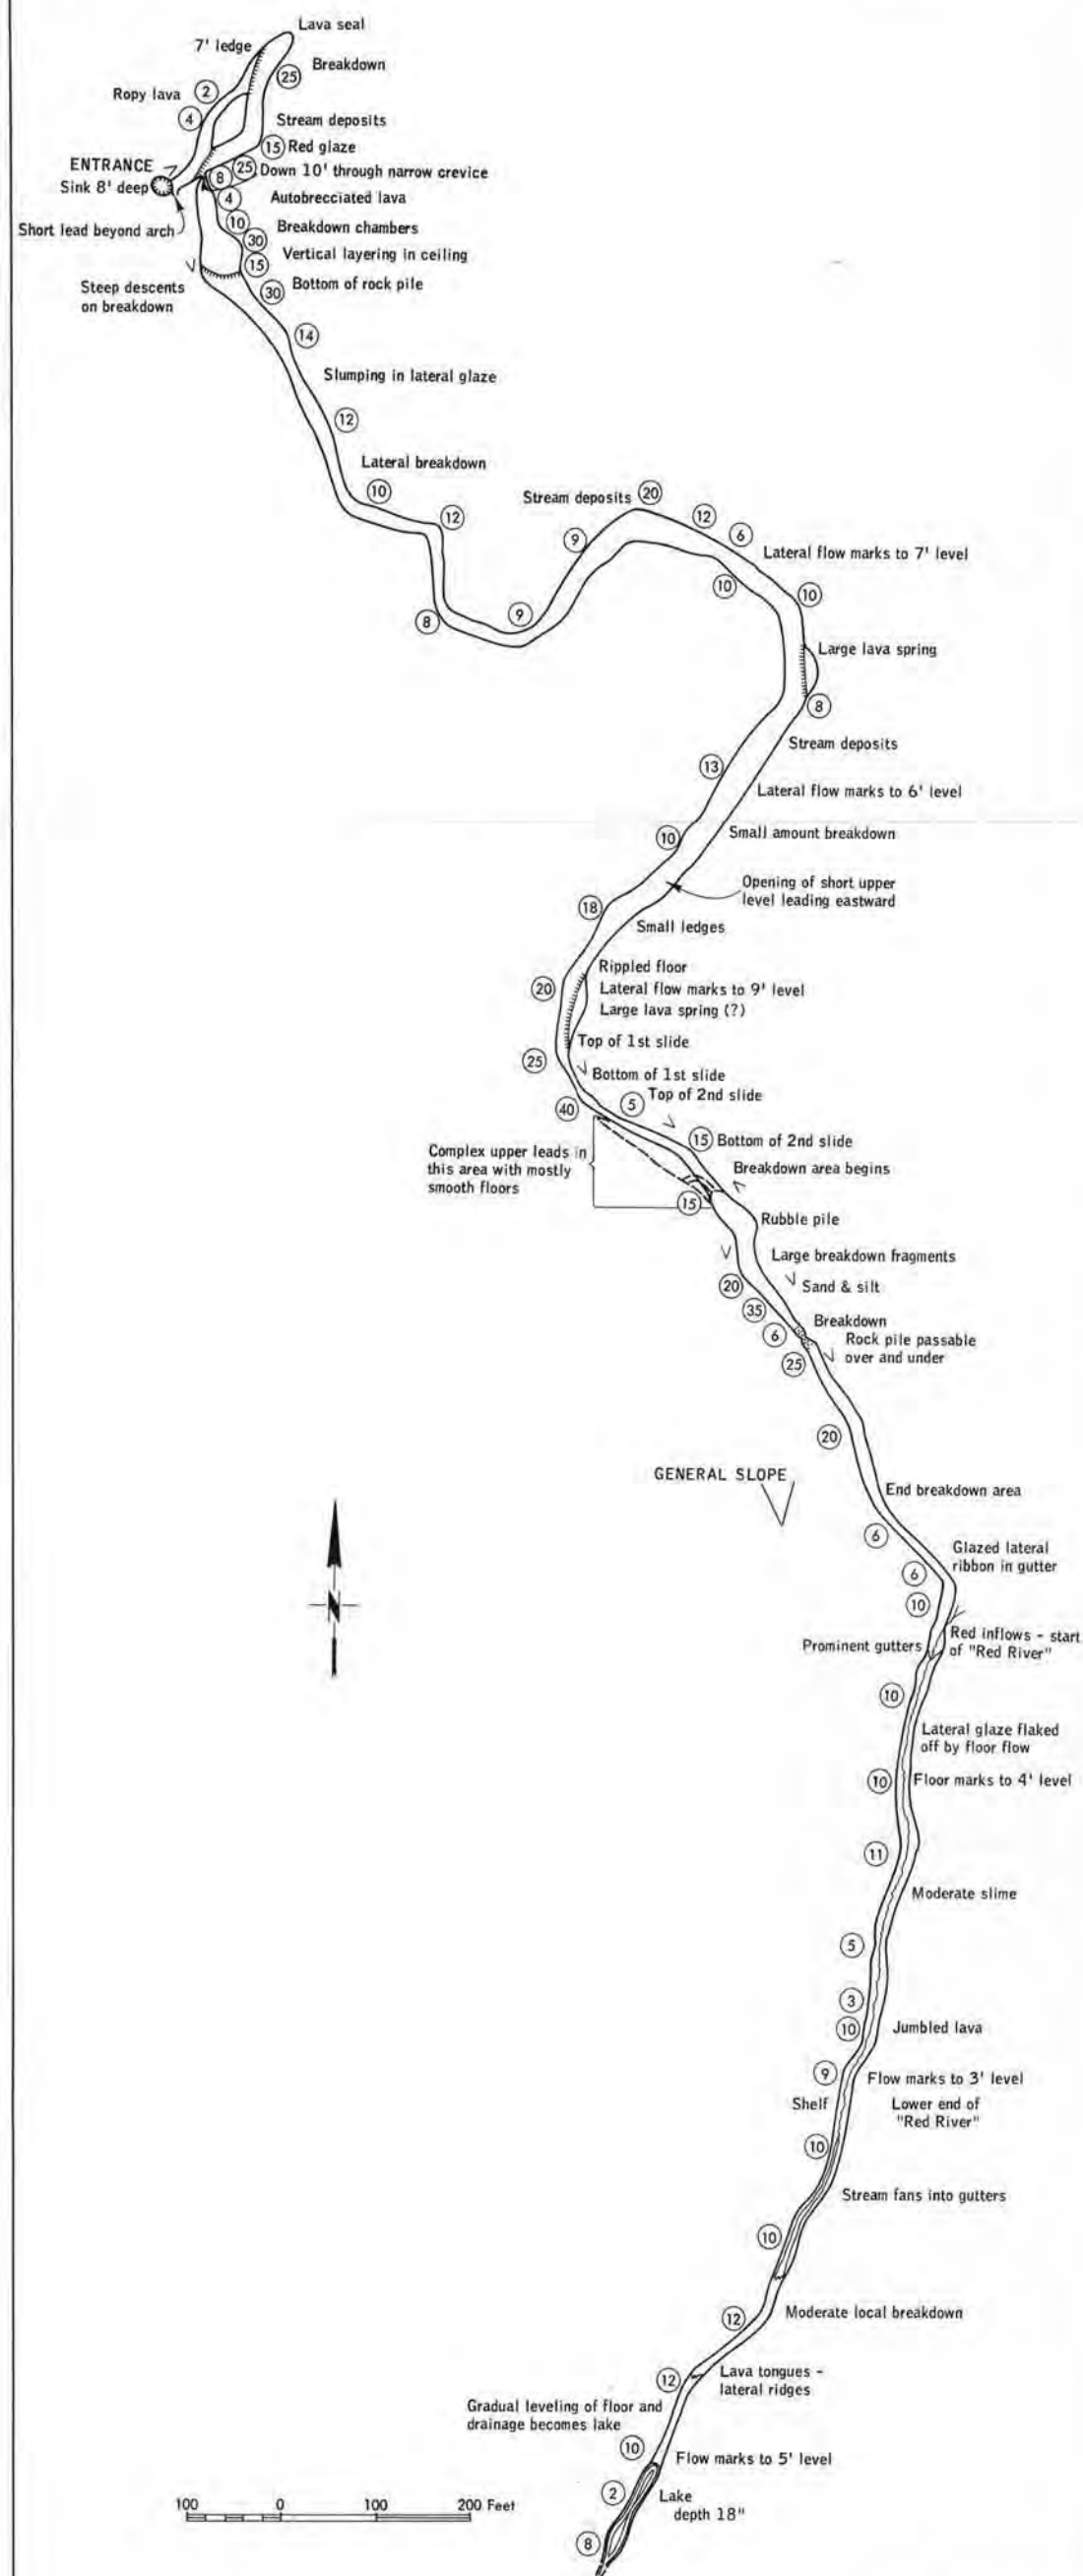 Lava seal
7' ledge
Breakdown
25
2
Ropy lava
4
Stream deposits
15 Red glaze
ENTRANCE
25 Down 10' through narrow crevice
8
Sink 8' deep
4 Autobrecciated lava
Short lead beyond arch
10 Breakdown chambers
30
Vertical layering in ceiling
15
Steep descents
on breakdown
30 Bottom of rock pile
14
Slumping in lateral glaze
12
Lateral breakdown
10
12
Stream deposits 20
12
6
9
Lateral flow marks to 7' level
10
10
9
8
Large lava spring
8
Stream deposits
13
Lateral flow marks to 6' level
10
Small amount breakdown
Opening of short upper
level leading eastward
18
Small ledges
Rippled floor
20
Lateral flow marks to 9' level
Large lava spring (?)
Top of 1st slide
25
Bottom of 1st slide
Top of 2nd slide
40
5
15 Bottom of 2nd slide
Complex upper leads in
this area with mostly
smooth floors
Breakdown area begins
15
Rubble pile
Large breakdown fragments
20
Sand & silt
35
Breakdown
6
Rock pile passable
over and under
25
20
GENERAL SLOPE
End breakdown area
6
Glazed lateral
ribbon in gutter
6
10
N
Red inflows - start
of "Red River"
Prominent gutters
10
Lateral glaze flaked
off by floor flow
10
Floor marks to 4' level
11
Moderate slime
5
3
10
Jumbled lava
9
Flow marks to 3' level
Shelf
Lower end of
"Red River"
10
Stream fans into gutters
10
Moderate local breakdown
12
12
Lava tongues -
lateral ridges
Gradual leveling of floor and
drainage becomes lake
10
Flow marks to 5' level
2
Lake
depth 18"
100 0 100 200 Feet
8